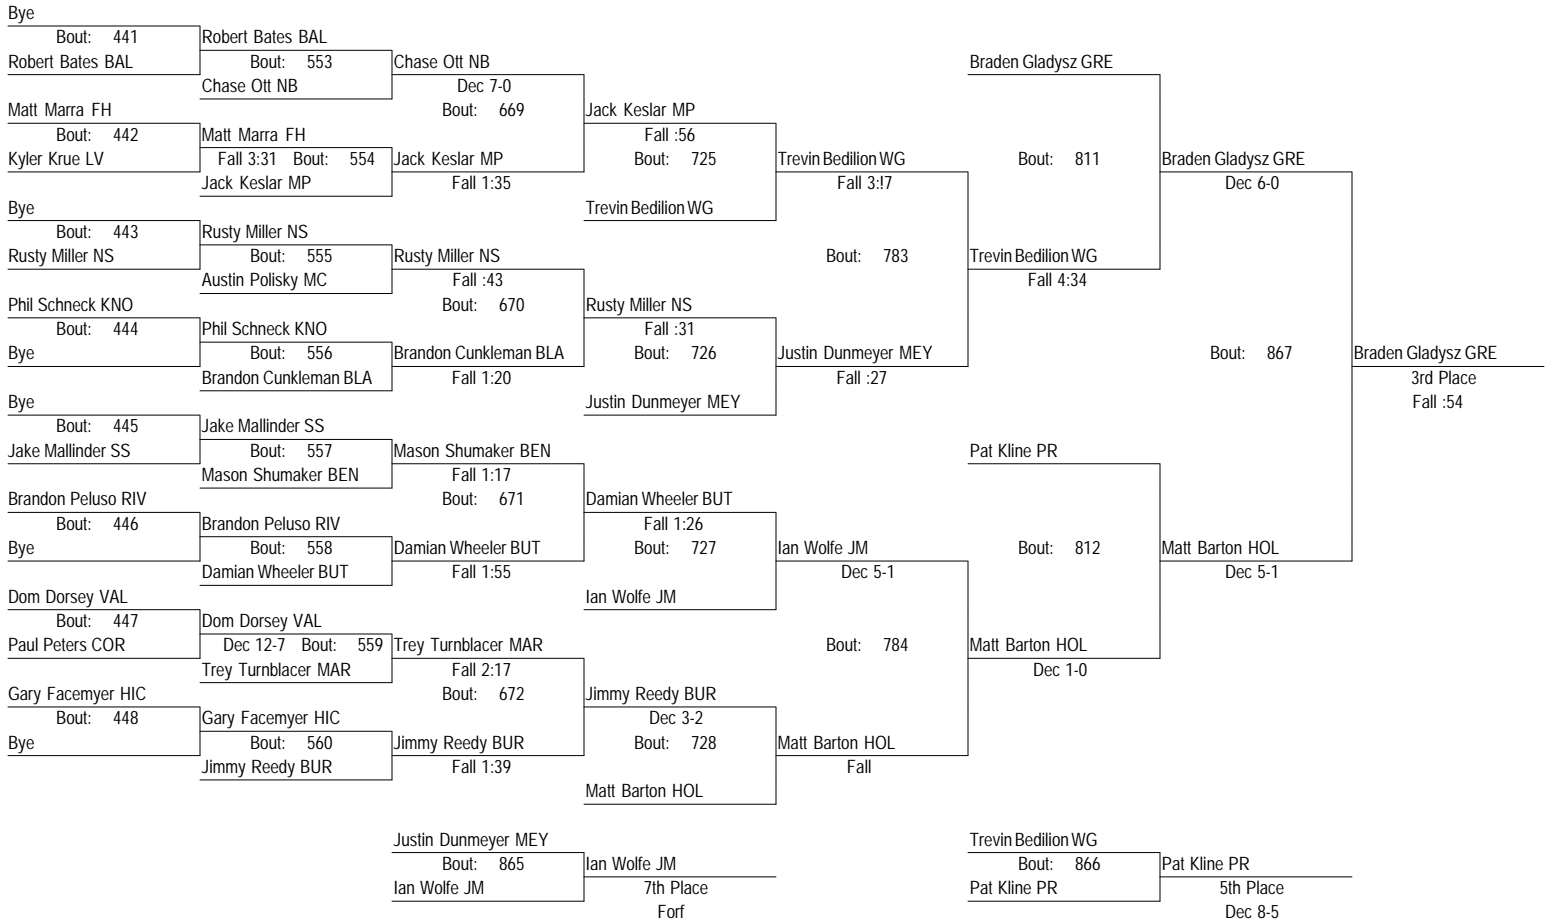 Bye
Bout: 441 Robert Bates BAL
Robert Bates BAL Bout: 553 Chase Ott NB Braden Gladysz GRE
Chase Ott NB Dec 7-0
Matt Marra FH Bout: 669 Jack Keslar MP
Bout: 442 Matt Marra FH Fall :56
Kyler Krue LV Fall 3:31 Bout: 554 Jack Keslar MP Bout: 725 Trevin Bedilion WG Bout: 811 Braden Gladysz GRE
Jack Keslar MP Fall 1:35 Fall 3:!7 Dec 6-0
Bye Trevin Bedilion WG
Bout: 443 Rusty Miller NS
Rusty Miller NS Bout: 555 Rusty Miller NS Bout: 783 Trevin Bedilion WG
Austin Polisky MC Fall :43 Fall 4:34
Phil Schneck KNO Bout: 670 Rusty Miller NS
Bout: 444 Phil Schneck KNO Fall :31
Bye Bout: 556 Brandon Cunkleman BLA Bout: 726 Justin Dunmeyer MEY Bout: 867 Braden Gladysz GRE
Brandon Cunkleman BLA Fall 1:20 Fall :27 3rd Place
Bye Justin Dunmeyer MEY Fall :54
Bout: 445 Jake Mallinder SS
Jake Mallinder SS Bout: 557 Mason Shumaker BEN Pat Kline PR
Mason Shumaker BEN Fall 1:17
Brandon Peluso RIV Bout: 671 Damian Wheeler BUT
Bout: 446 Brandon Peluso RIV Fall 1:26
Bye Bout: 558 Damian Wheeler BUT Bout: 727 Ian Wolfe JM Bout: 812 Matt Barton HOL
Damian Wheeler BUT Fall 1:55 Dec 5-1 Dec 5-1
Dom Dorsey VAL Ian Wolfe JM
Bout: 447 Dom Dorsey VAL
Paul Peters COR Dec 12-7 Bout: 559 Trey Turnblacer MAR Bout: 784 Matt Barton HOL
Trey Turnblacer MAR Fall 2:17 Dec 1-0
Gary Facemyer HIC Bout: 672 Jimmy Reedy BUR
Bout: 448 Gary Facemyer HIC Dec 3-2
Bye Bout: 560 Jimmy Reedy BUR Bout: 728 Matt Barton HOL
Jimmy Reedy BUR Fall 1:39 Fall
Matt Barton HOL
Justin Dunmeyer MEY Trevin Bedilion WG
Bout: 865 Ian Wolfe JM Bout: 866 Pat Kline PR
Ian Wolfe JM 7th Place Pat Kline PR 5th Place
Forf Dec 8-5